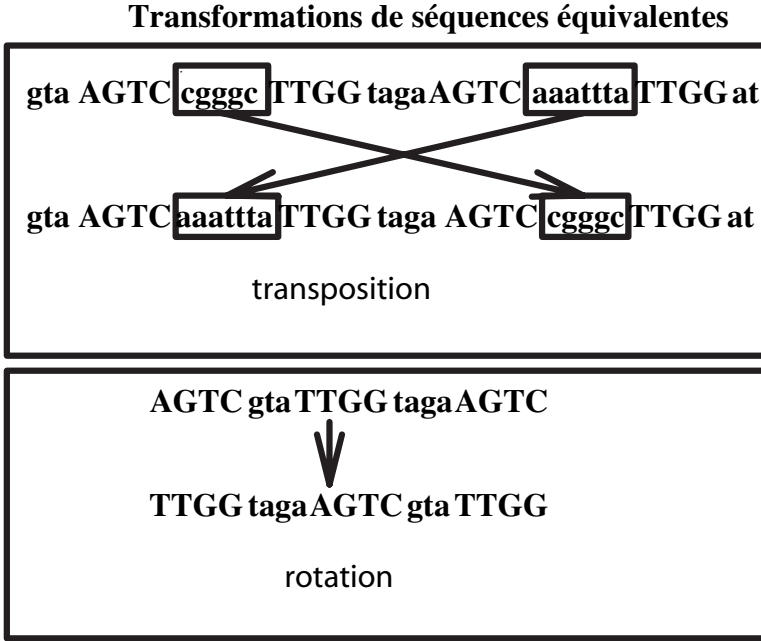 Transformations de séquences équivalentes
gta AGTC cgggc TTGG taga AGTC aaattta TTGG at
gta AGTC aaattta TTGG taga AGTC cgggc TTGG at
transposition
AGTC gta TTGG taga AGTC
TTGG taga AGTC gta TTGG
rotation